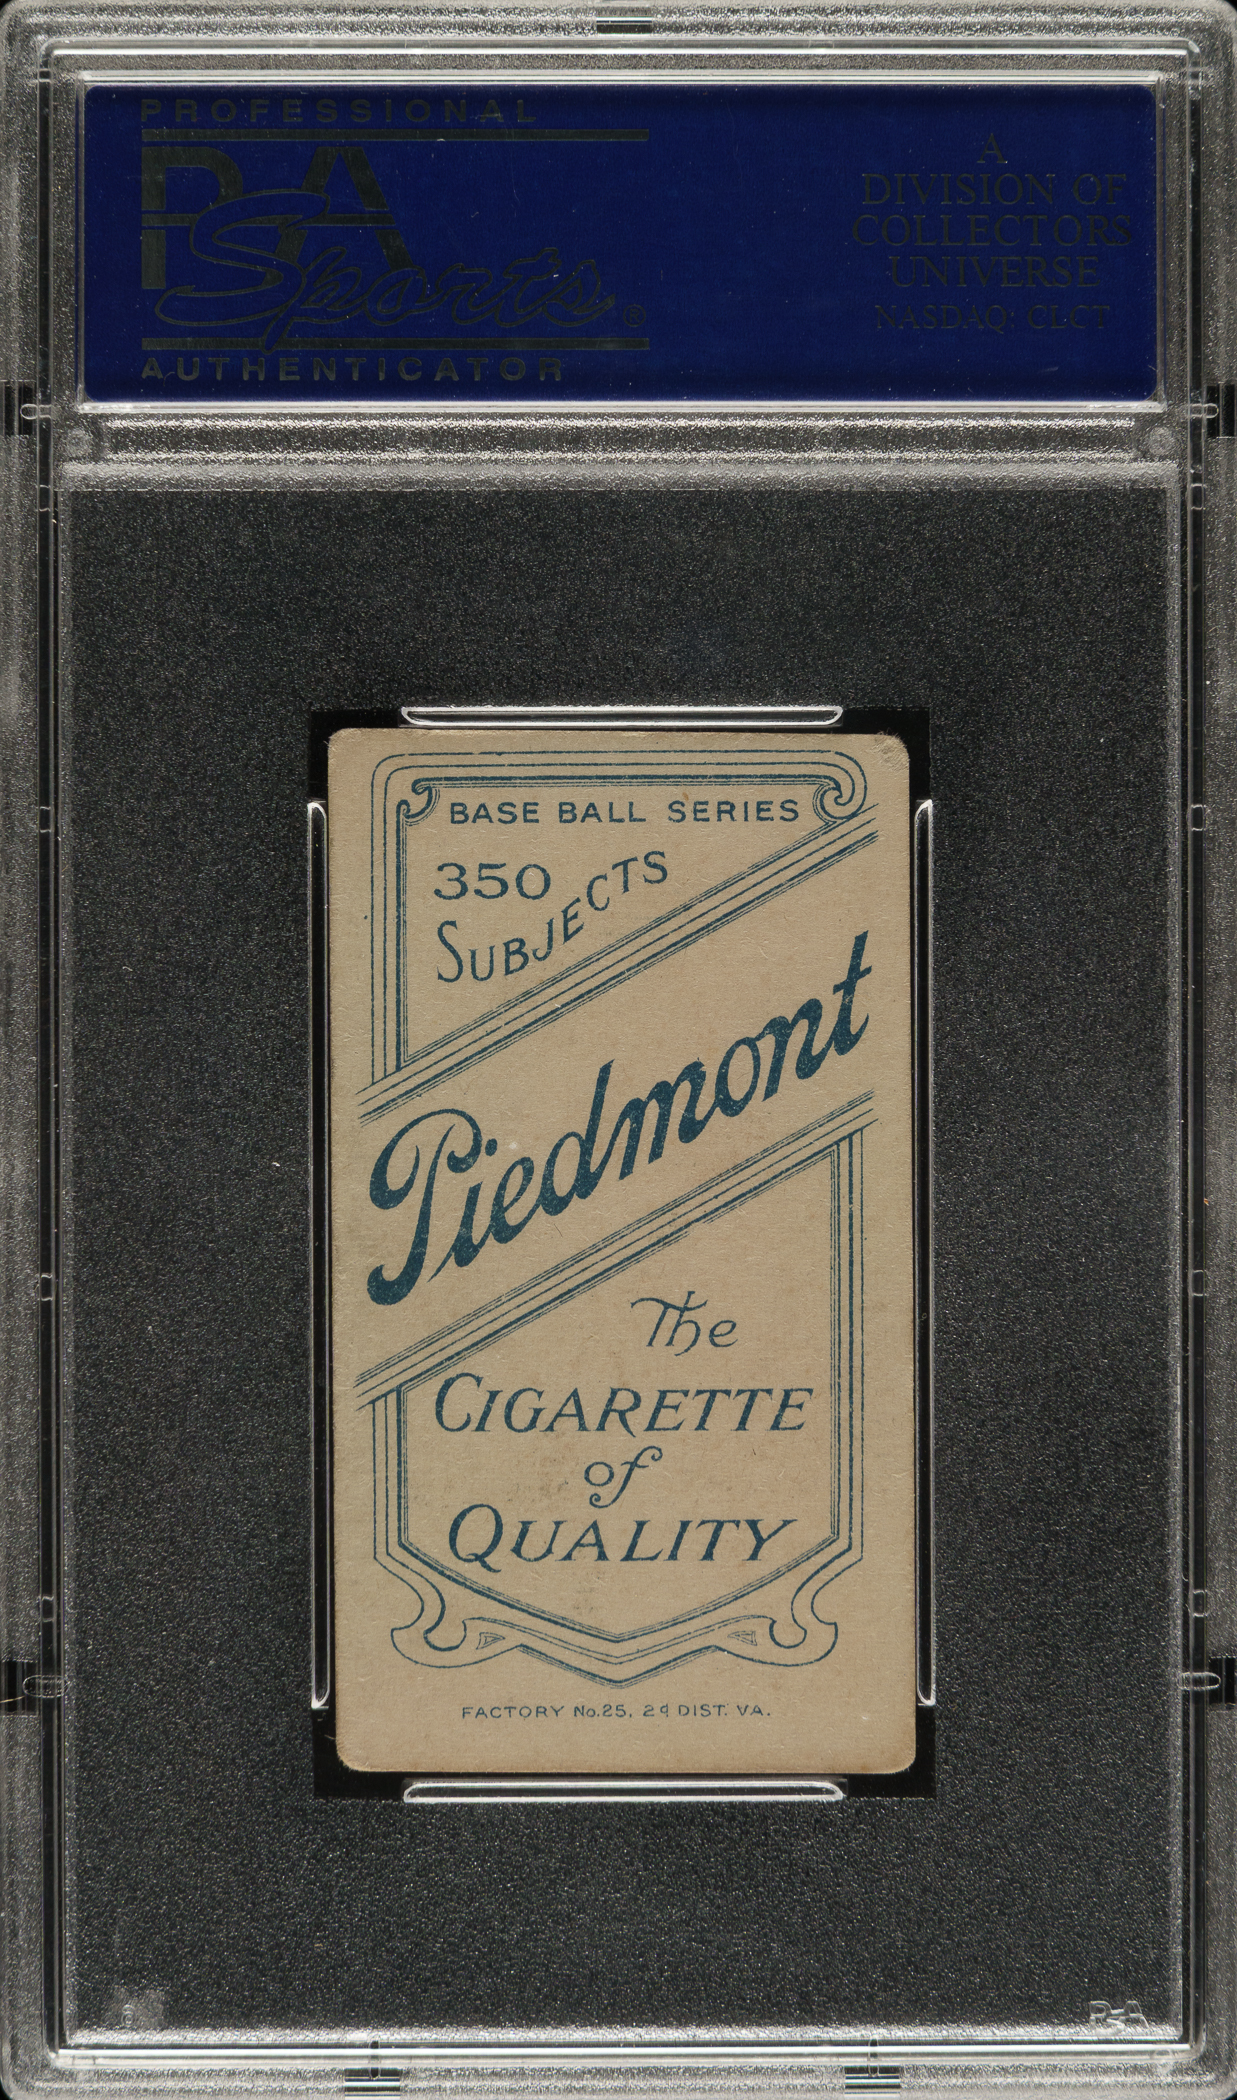 PROFESSIONAL
PSA
Sports®
AUTHENTICATOR
A
DIVISION OF
COLLECTORS
UNIVERSE
NASDAQ: CLCT
BASE BALL SERIES
350
SUBJECTS
Piedmont
The
CIGARETTE
of
QUALITY
FACTORY No. 25, 2d DIST. VA.
PSA